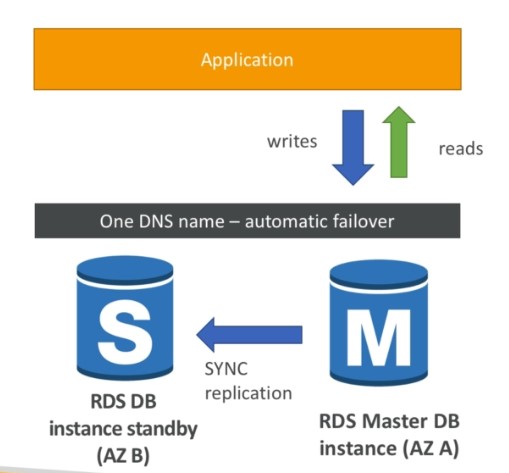 Application
writes
reads
One DNS name – automatic failover
S
M
SYNC
replication
RDS DB
instance standby
(AZ B)
RDS Master DB
instance (AZ A)